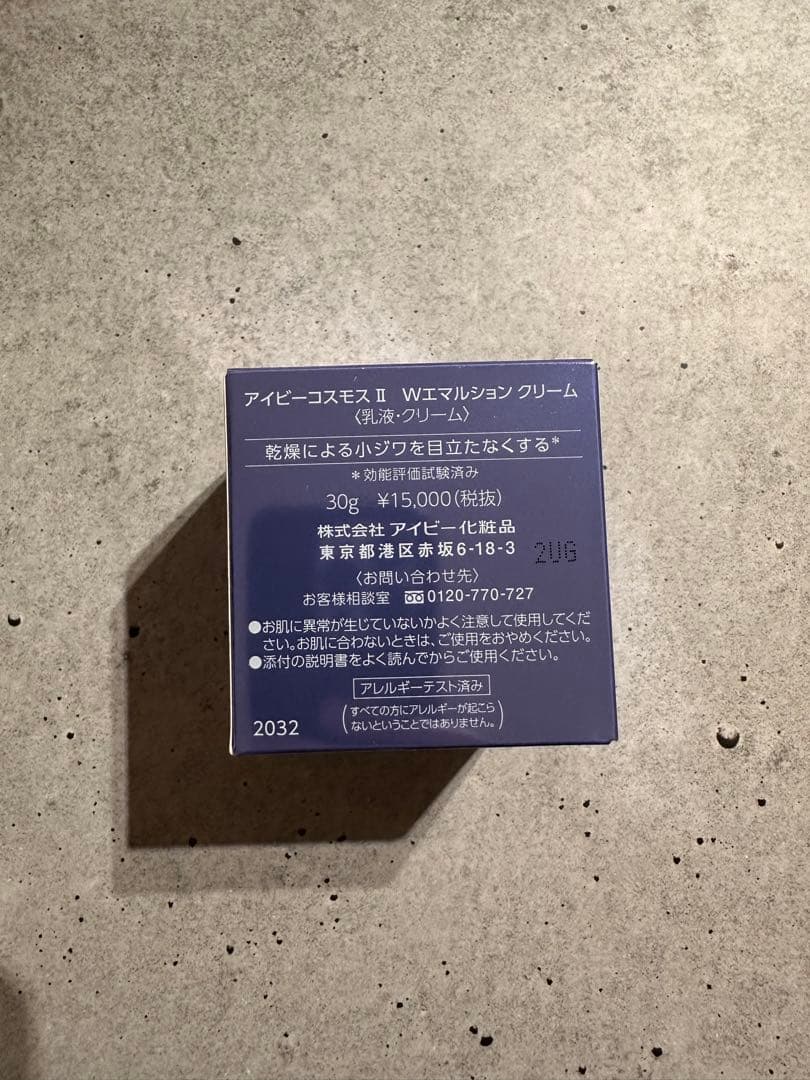 アイビーコスモスⅡ Wエマルション クリーム
〈乳液・クリーム〉
乾燥による小ジワを目立たなくする*
*効能評価試験済み
30g ¥15,000(税抜)
株式会社 アイビー化粧品
東京都港区赤坂6-18-3
2UG
〈お問い合わせ先〉
お客様相談室 0120-770-727
●お肌に異常が生じていないかよく注意して使用してくだ
さい。お肌に合わないときは、ご使用をおやめください。
●添付の説明書をよく読んでからご使用ください。
アレルギーテスト済み
(すべての方にアレルギーが起こら
ないということではありません。)
2032